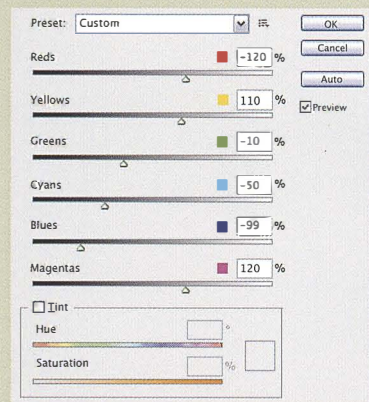 Preset: Custom
OK
Cancel
Auto
Preview
Reds -120 %
Yellows 110 %
Greens -10 %
Cyans -50 %
Blues -99 %
Magentas 120 %
Tint
Hue °
Saturation %